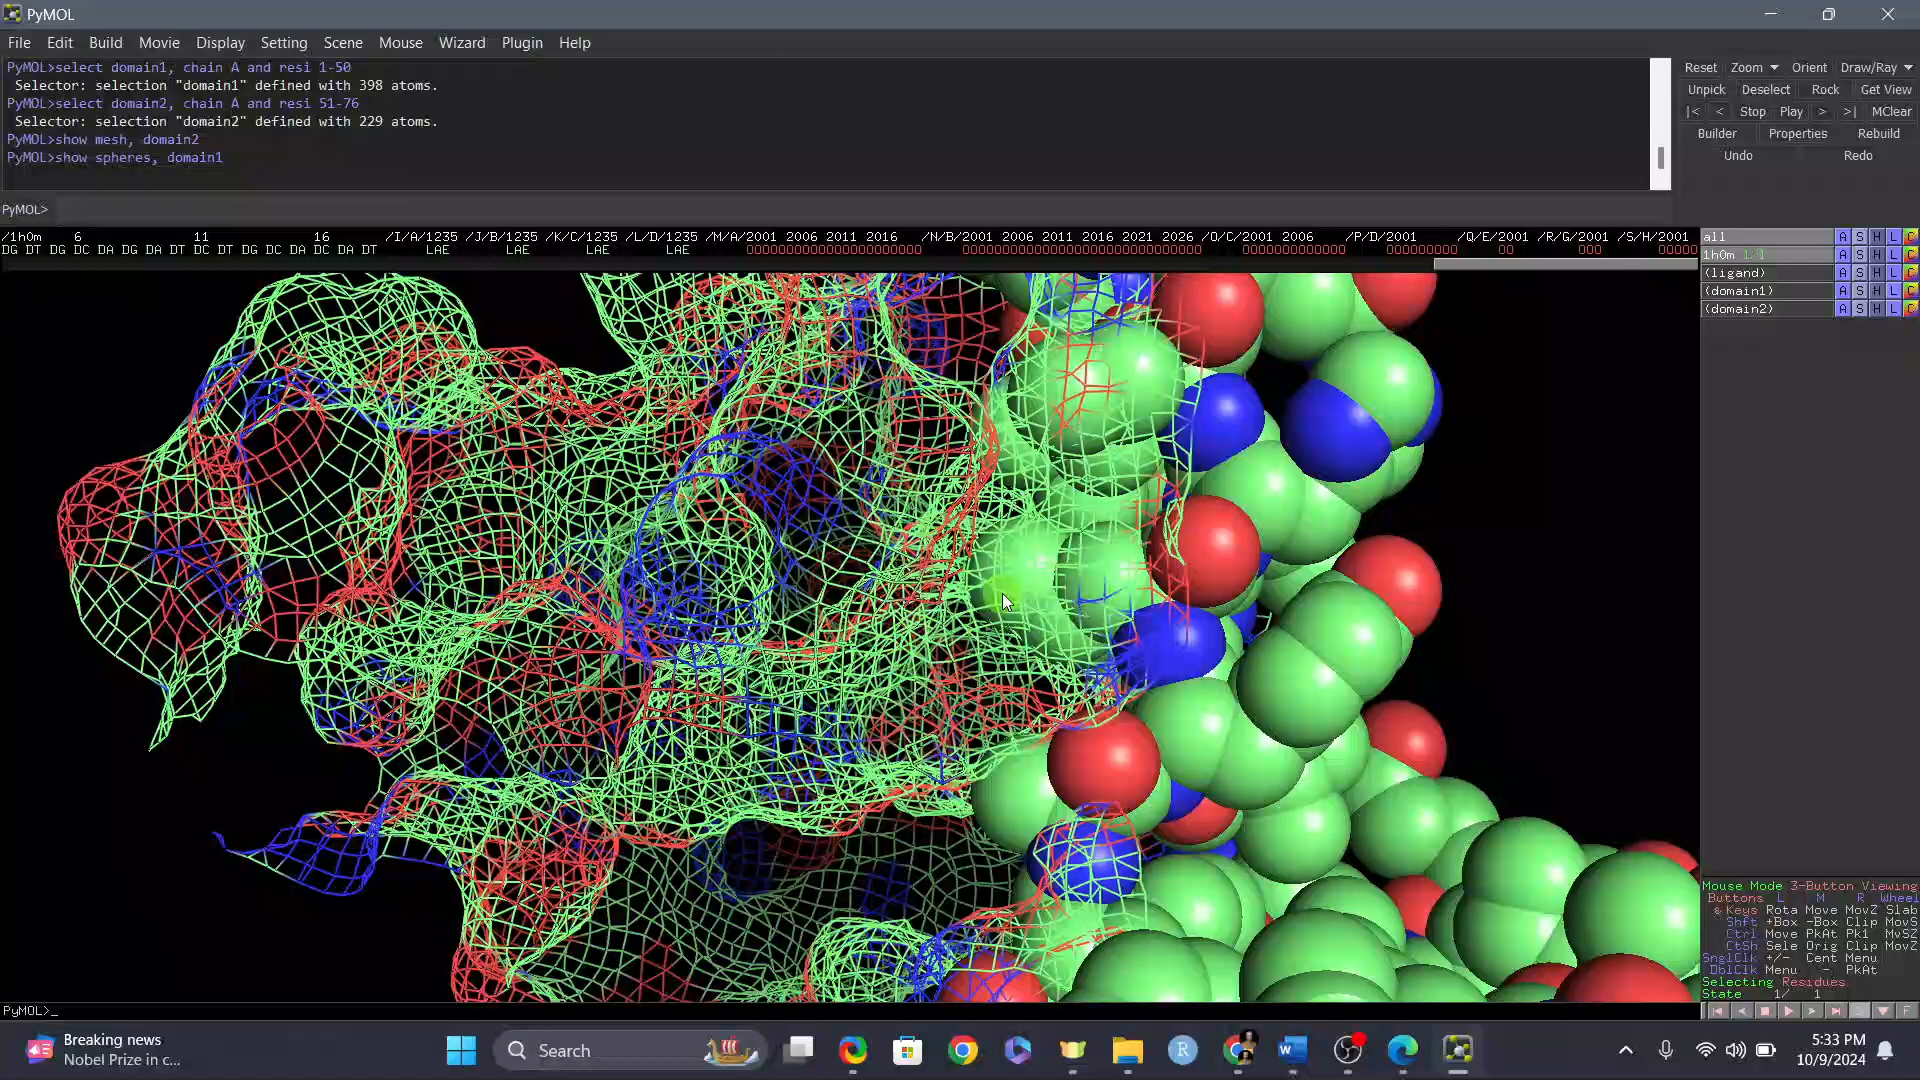 PyMOL
File Edit Build Movie Display Setting Scene Mouse Wizard Plugin Help
PyMOL>select domain1, chain A and resi 1-50
Selector: selection "domain1" defined with 398 atoms.
PyMOL>select domain2, chain A and resi 51-76
Selector: selection "domain2" defined with 229 atoms.
PyMOL>show mesh, domain2
PyMOL>show spheres, domain1
PyMOL>
Reset Zoom Orient Draw/Ray
Unpick Deselect Rock Get View
|< < Stop Play > >| MClear
Builder Properties Rebuild
Undo Redo
/1h0m 6 11 16 /I/A/1235 /J/B/1235 /K/C/1235 /L/D/1235 /M/A/2001 2006 2011 2016 /N/B/2001 2006 2011 2016 2021 2026 /O/C/2001 2006 /P/D/2001 /Q/E/2001 /R/G/2001 /S/H/2001
DG DT DG DC DA DG DA DT DC DT DG DC DA DC DA DT LAE LAE LAE LAE
all A S H L C
1h0m 1/1 A S H L C
(ligand) A S H L C
(domain1) A S H L C
(domain2) A S H L C
Mouse Mode 3-Button Viewing
Buttons L M R Wheel
& Keys Rota Move MovZ Slab
Shft +Box -Box Clip MovS
Ctrl Move PkAt Pk1 MvSZ
CtSh Sele Orig Clip MovZ
SnglClk +/- Cent Menu
DblClk Menu - PkAt
Selecting Residues
State 1/ 1
PyMOL>_
Breaking news
Nobel Prize in c...
Search
5:33 PM
10/9/2024